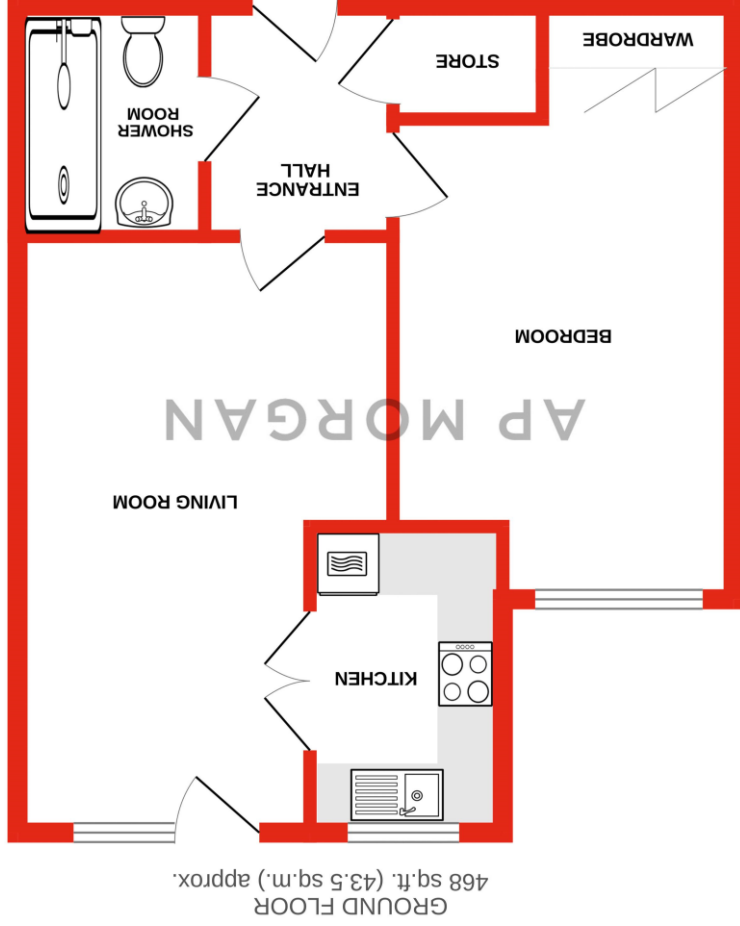 GROUND FLOOR
468 sq.ft. (43.5 sq.m.) approx.
KITCHEN
LIVING ROOM
AP MORGAN
BEDROOM
ENTRANCE
HALL
SHOWER
ROOM
STORE
WARDROBE